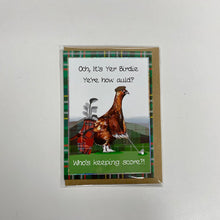 Och, It's Yer Birdie
Ye're how auld?
Who's keeping score?!